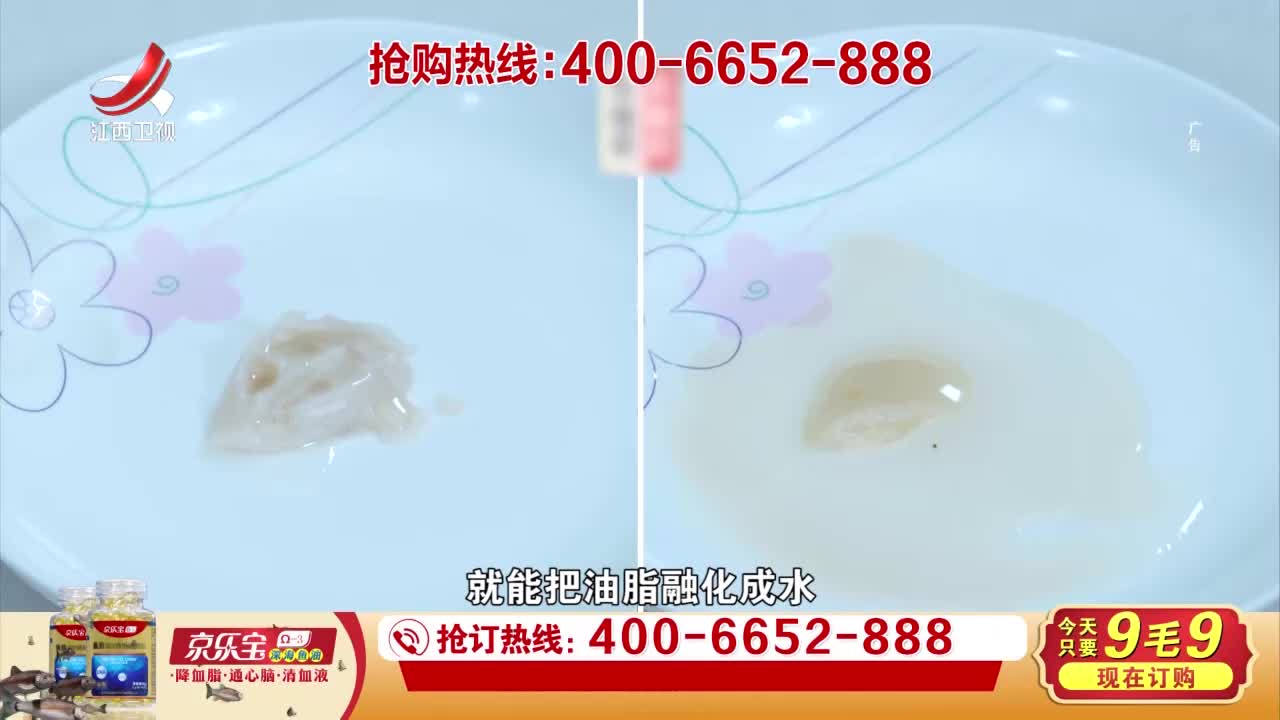 抢购热线:400-6652-888
江西卫视
广告
就能把油脂融化成水
京乐宝
Ω-3
深海鱼油
·降血脂·通心脑·清血液
抢订热线: 400-6652-888
今天只要
9毛9
现在订购
京乐宝